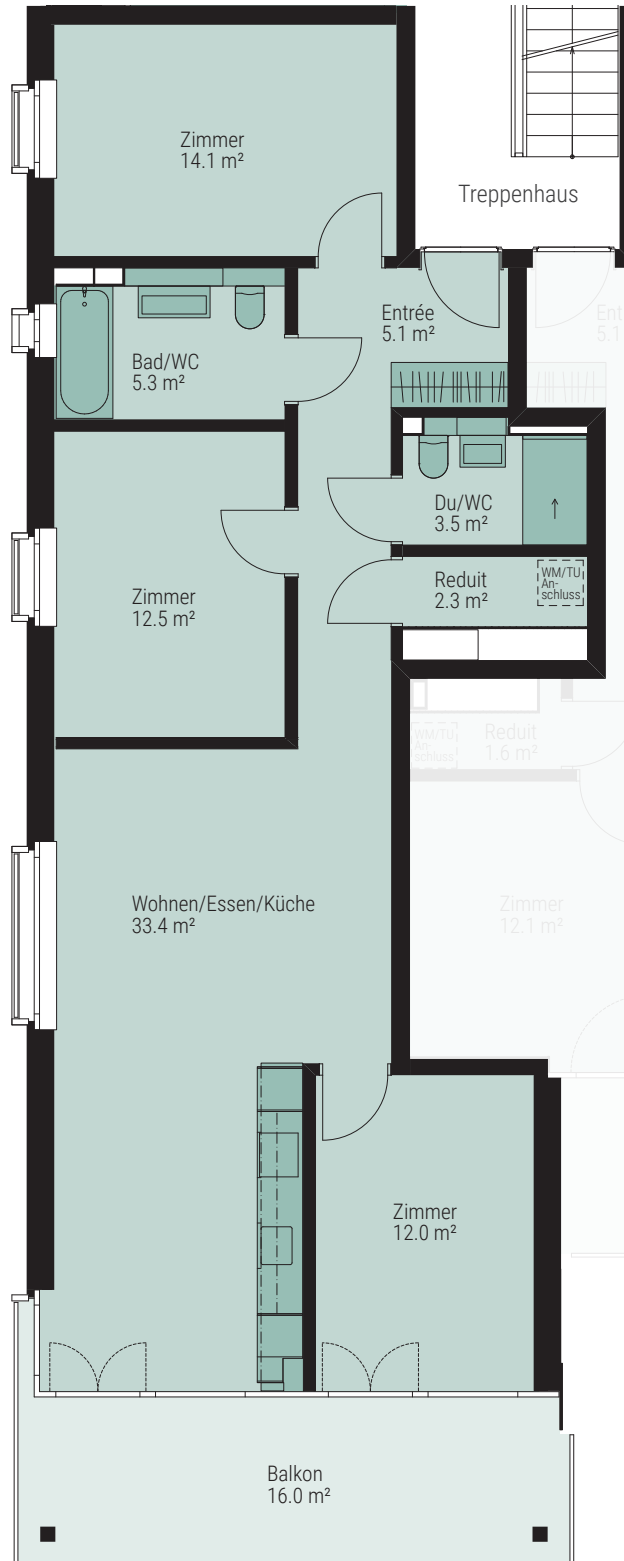 Zimmer
14.1 m²
Treppenhaus
Entrée
5.1 m²
Ent
5.1
Bad/WC
5.3 m²
Du/WC
3.5 m²
Zimmer
12.5 m²
Reduit
2.3 m²
WM/TU
An-
schluss
WM/TU
An-
schluss
Reduit
1.6 m²
Wohnen/Essen/Küche
33.4 m²
Zimmer
12.1 m²
Zimmer
12.0 m²
Balkon
16.0 m²